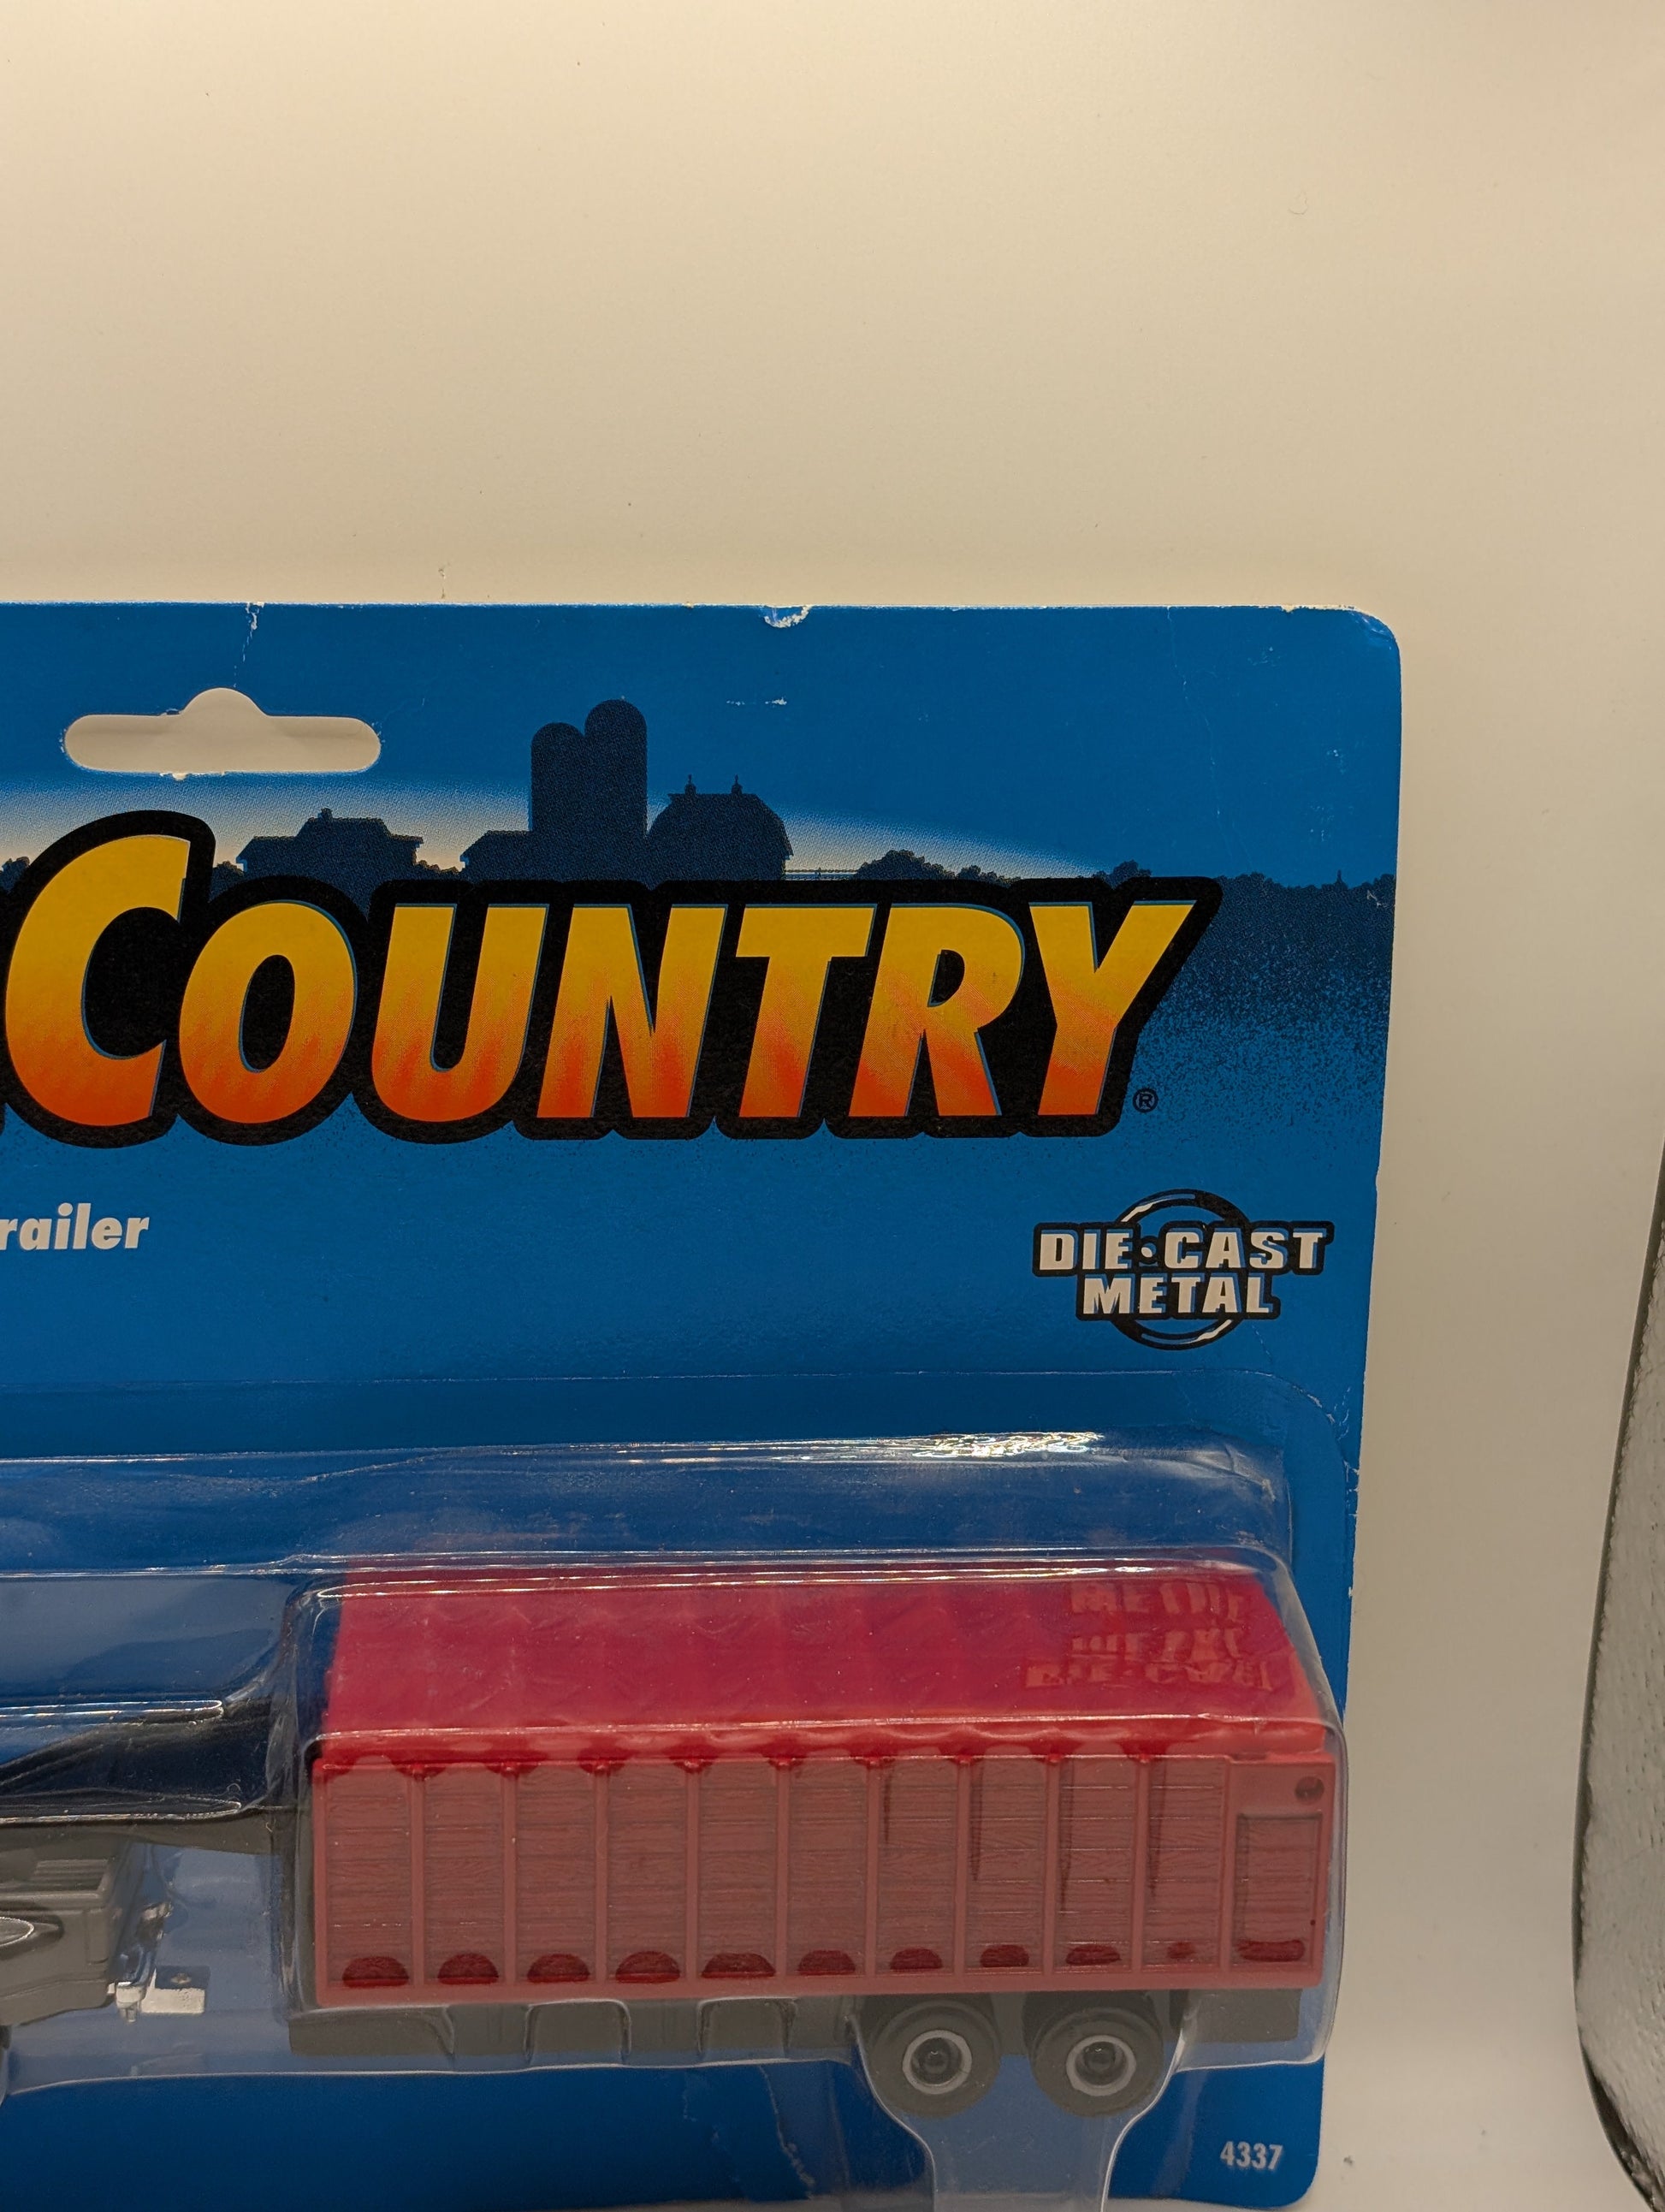 COUNTRY®
railer
DIE•CAST
METAL
4337